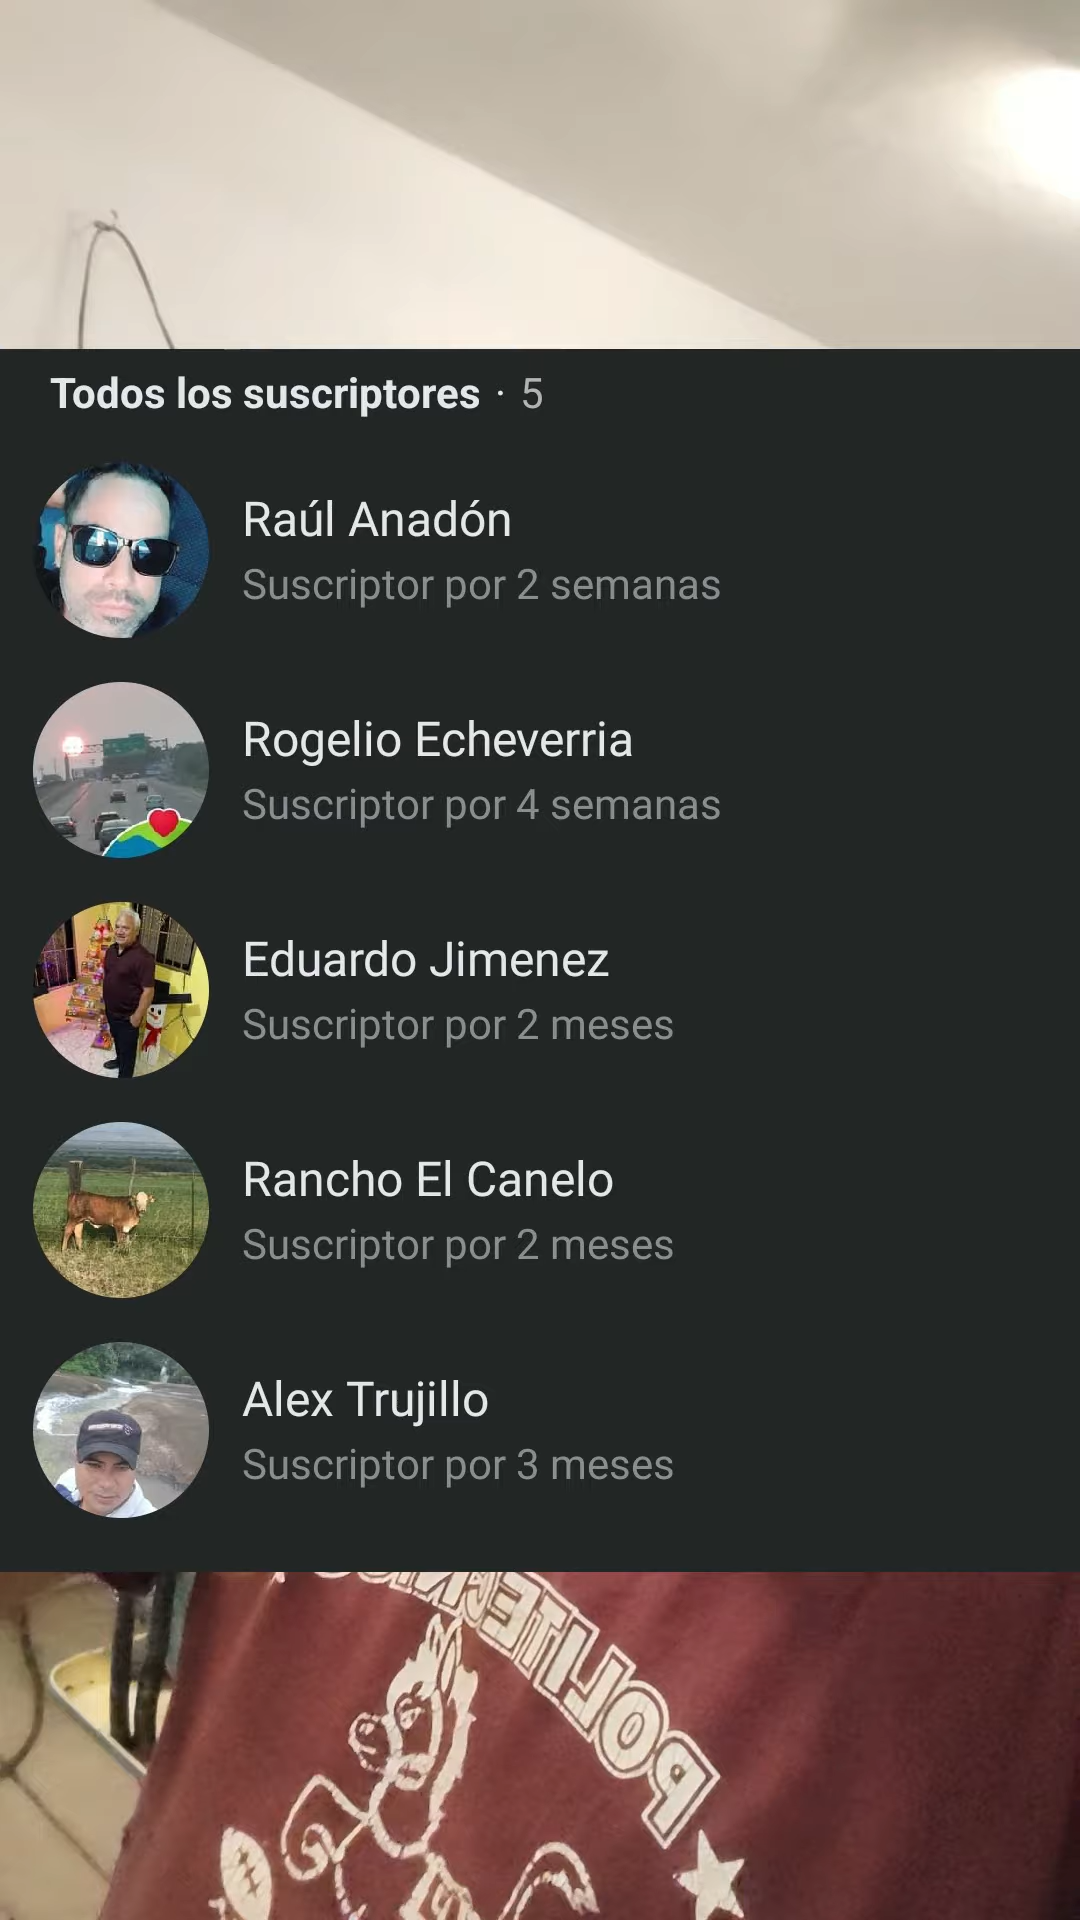 Todos los suscriptores · 5
Raúl Anadón
Suscriptor por 2 semanas
Rogelio Echeverria
Suscriptor por 4 semanas
Eduardo Jimenez
Suscriptor por 2 meses
Rancho El Canelo
Suscriptor por 2 meses
Alex Trujillo
Suscriptor por 3 meses